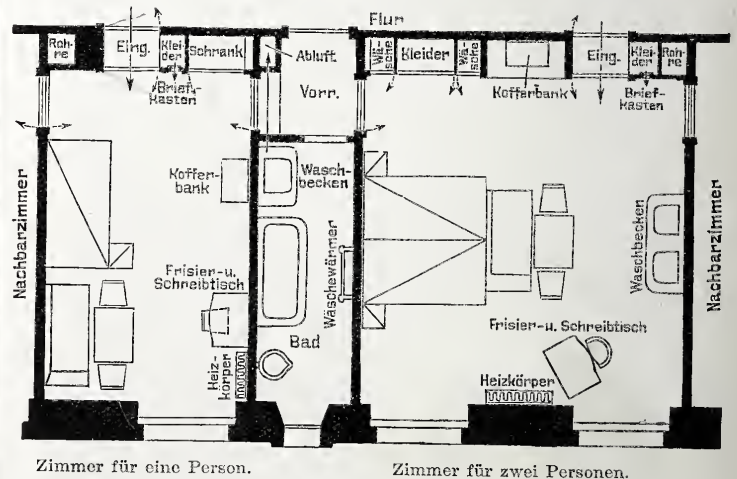 Flur
Roh-
re
Eing.
Klei
der
Schrank
Abluft
Wä-
sche
Kleider
Wä-
sche
Eing.
Klei
der
Roh-
re
Brief-
kasten
Vorr.
Kofferbank
Brief-
kasten
Koffer-
bank
Wasch-
becken
Nachbarzimmer
Wäschewärmer
Waschbecken
Nachbarzimmer
Frisier-u.
Schreibtisch
Bad
Frisier-u. Schreibtisch
Heiz-
körper
Heizkörper
Zimmer für eine Person.
Zimmer für zwei Personen.